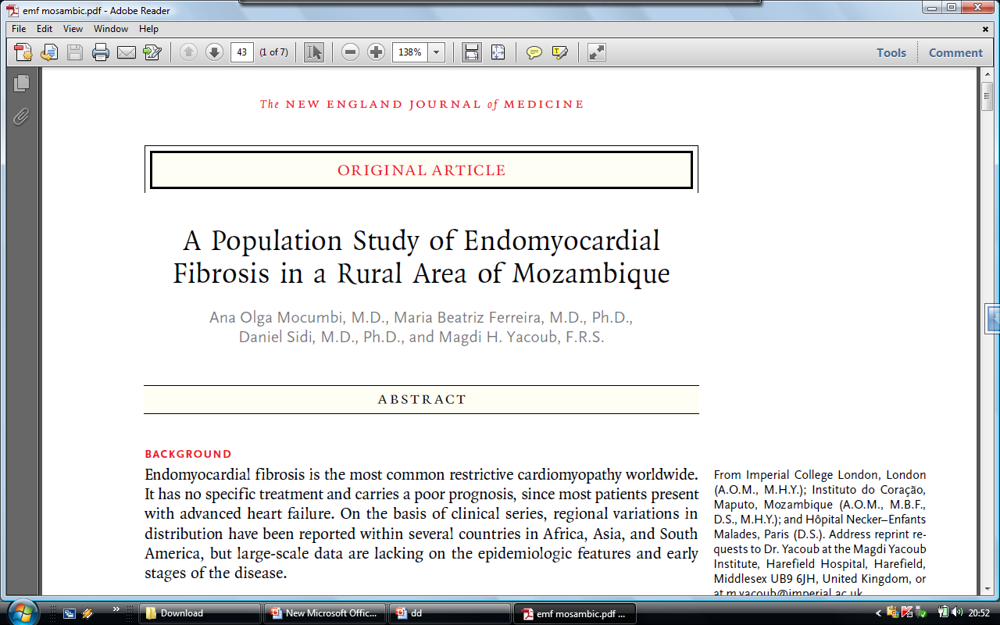 emf mosambic.pdf - Adobe Reader
File Edit View Window Help
43 (1 of 7) 138% Tools Comment
The NEW ENGLAND JOURNAL of MEDICINE
ORIGINAL ARTICLE
A Population Study of Endomyocardial
Fibrosis in a Rural Area of Mozambique
Ana Olga Mocumbi, M.D., Maria Beatriz Ferreira, M.D., Ph.D.,
Daniel Sidi, M.D., Ph.D., and Magdi H. Yacoub, F.R.S.
ABSTRACT
BACKGROUND
Endomyocardial fibrosis is the most common restrictive cardiomyopathy worldwide.
It has no specific treatment and carries a poor prognosis, since most patients present
with advanced heart failure. On the basis of clinical series, regional variations in
distribution have been reported within several countries in Africa, Asia, and South
America, but large-scale data are lacking on the epidemiologic features and early
stages of the disease.
From Imperial College London, London
(A.O.M., M.H.Y.); Instituto do Coração,
Maputo, Mozambique (A.O.M., M.B.F.,
D.S., M.H.Y.); and Hôpital Necker–Enfants
Malades, Paris (D.S.). Address reprint re-
quests to Dr. Yacoub at the Magdi Yacoub
Institute, Harefield Hospital, Harefield,
Middlesex UB9 6JH, United Kingdom, or
at m.yacoub@imperial.ac.uk
Download New Microsoft Offic... dd emf mosambic.pdf ... 20:52